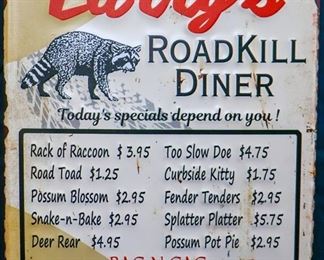 Larry's
ROADKILL
DINER
Today's specials depend on you !
Rack of Raccoon $ 3.95 Too Slow Doe $4.75
Road Toad $1.25 Curbside Kitty $1.75
Possum Blossom $2.95 Fender Tenders $2.95
Snake-n-Bake $2.95 Splatter Platter $5.75
Deer Rear $4.95 Possum Pot Pie $2.95